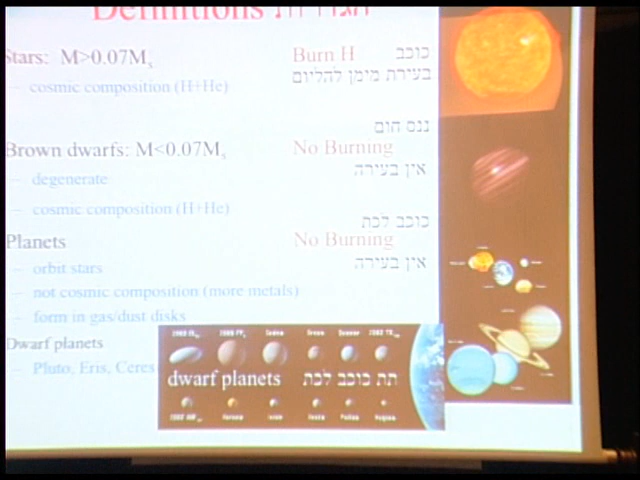 Definitions הגדרות
Stars: M>0.07Mₛ Burn H כוכב
בעירת מימן להליום
– cosmic composition (H+He)
ננס חום
Brown dwarfs: M<0.07Mₛ No Burning
אין בעירה
– degenerate
– cosmic composition (H+He)
כוכב לכת
Planets No Burning
– orbit stars אין בעירה
– not cosmic composition (more metals)
– form in gas/dust disks
Dwarf planets
– Pluto, Eris, Ceres
Sedna
dwarf planets תת כוכב לכת